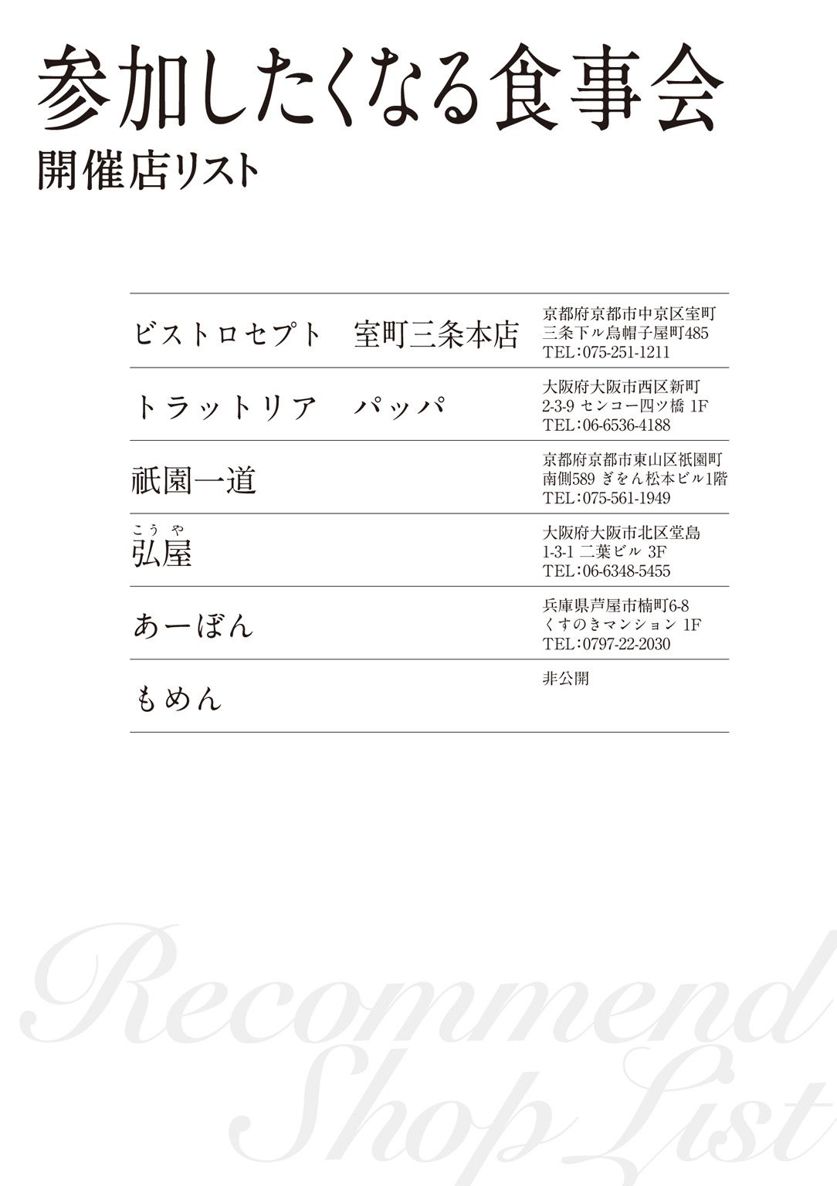 参加したくなる食事会
開催店リスト
ビストロセプト　室町三条本店
京都府京都市中京区室町
三条下ル烏帽子屋町485
TEL:075-251-1211
トラットリア　パッパ
大阪府大阪市西区新町
2-3-9 センコー四ツ橋 1F
TEL:06-6536-4188
祇園一道
京都府京都市東山区祇園町
南側589 ぎをん松本ビル1階
TEL:075-561-1949
こう や
弘屋
大阪府大阪市北区堂島
1-3-1 二葉ビル 3F
TEL:06-6348-5455
あーぼん
兵庫県芦屋市楠町6-8
くすのきマンション 1F
TEL:0797-22-2030
もめん
非公開
Recommend
Shop List